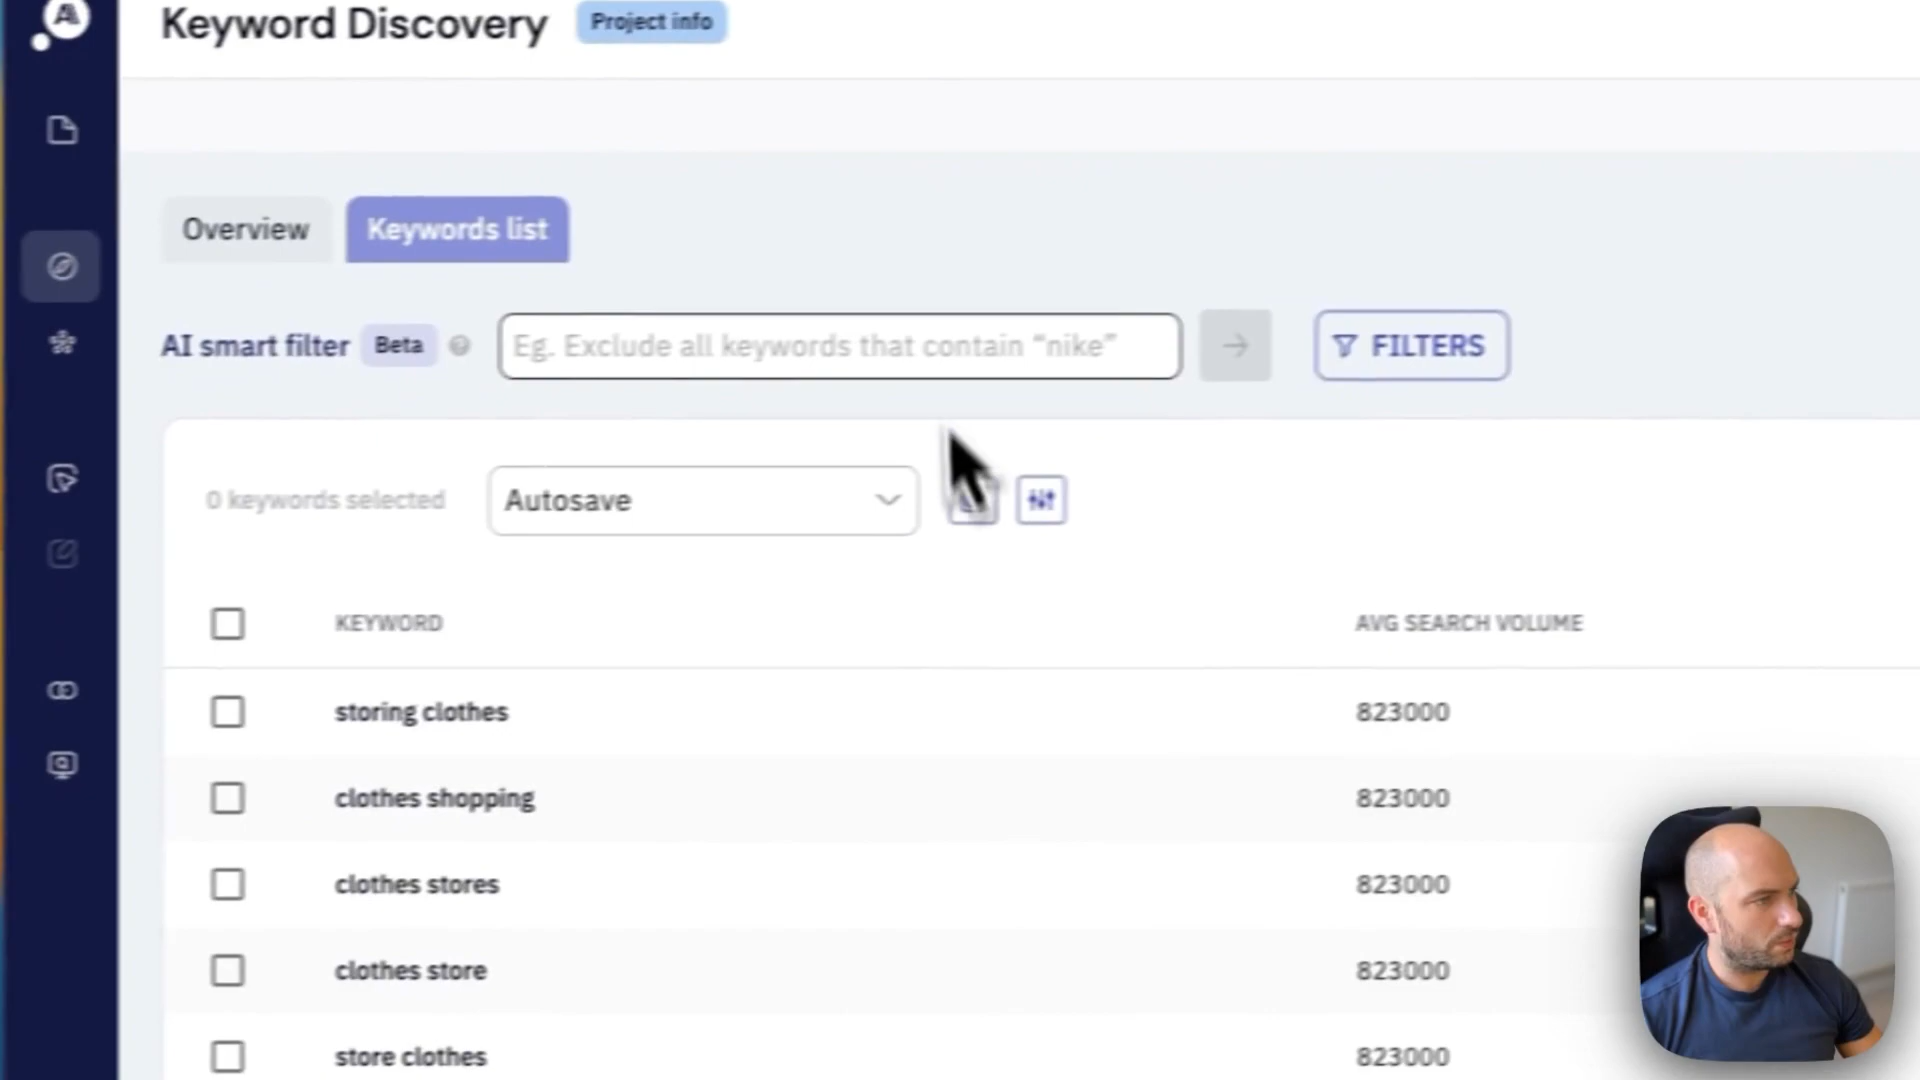 Keyword Discovery Project info
Overview Keywords list
AI smart filter Beta Eg. Exclude all keywords that contain “nike” FILTERS
0 keywords selected Autosave
KEYWORD AVG SEARCH VOLUME
storing clothes 823000
clothes shopping 823000
clothes stores 823000
clothes store 823000
store clothes 823000